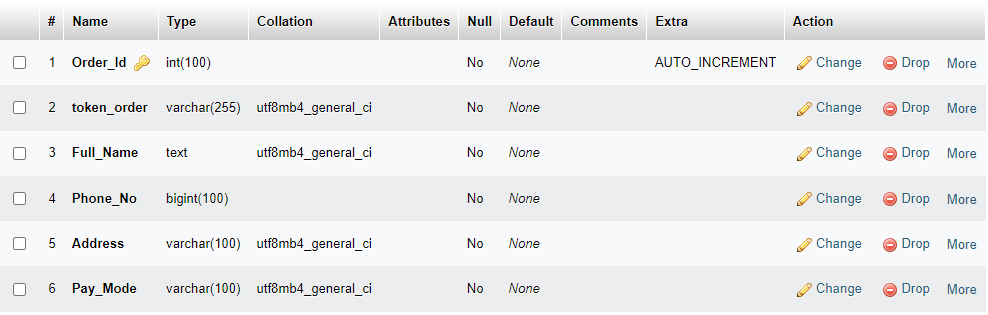 # Name Type Collation Attributes Null Default Comments Extra Action
1 Order_Id int(100) No None AUTO_INCREMENT Change Drop More
2 token_order varchar(255) utf8mb4_general_ci No None Change Drop More
3 Full_Name text utf8mb4_general_ci No None Change Drop More
4 Phone_No bigint(100) No None Change Drop More
5 Address varchar(100) utf8mb4_general_ci No None Change Drop More
6 Pay_Mode varchar(100) utf8mb4_general_ci No None Change Drop More